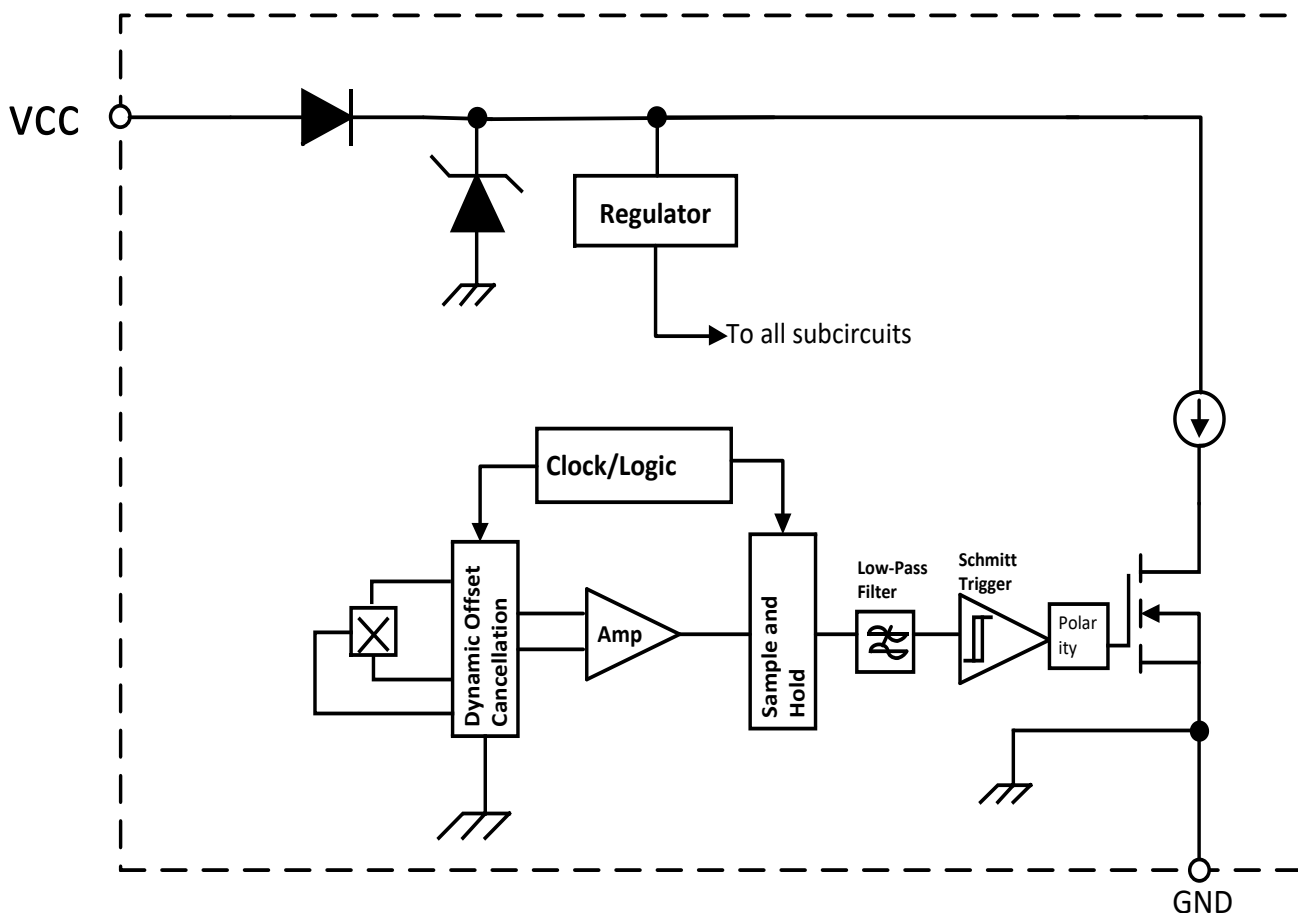 VCC
Regulator
To all subcircuits
Clock/Logic
Dynamic Offset
Cancellation
Amp
Sample and
Hold
Low-Pass
Filter
Schmitt
Trigger
Polar
ity
GND